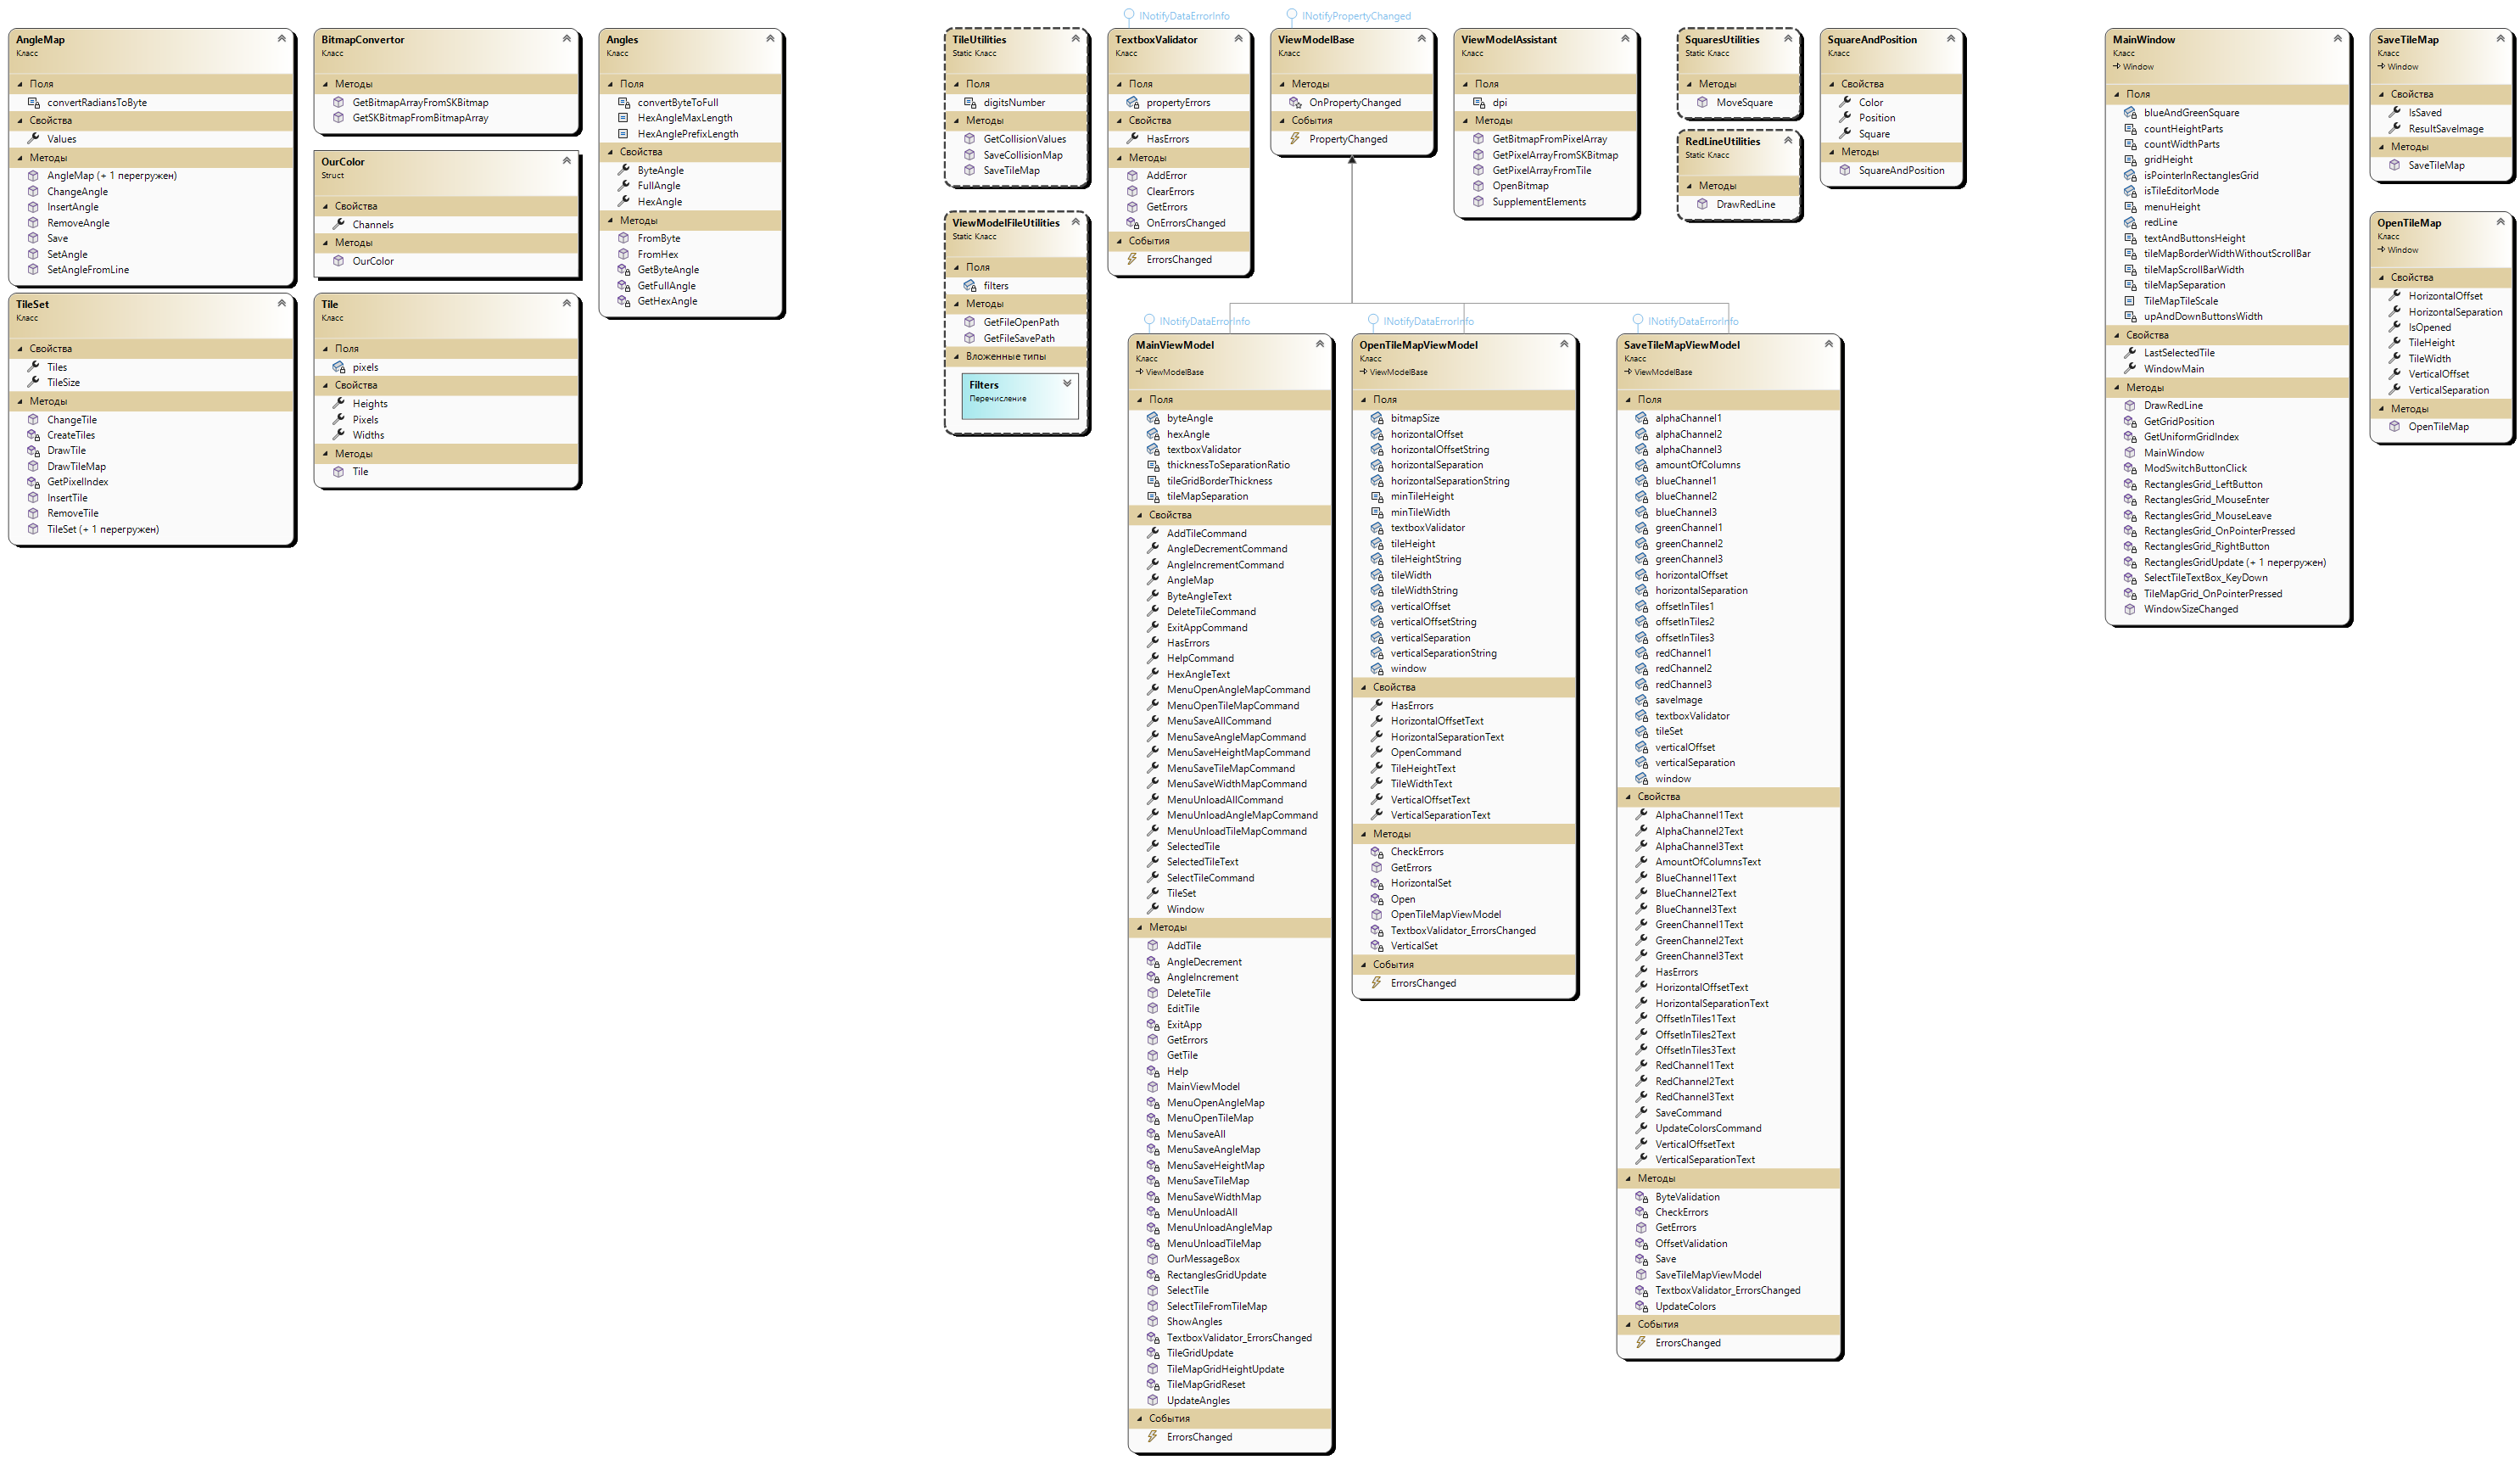 AngleMap
Класс
Поля
convertRadiansToByte
Свойства
Values
Методы
AngleMap (+ 1 перегружен)
ChangeAngle
InsertAngle
RemoveAngle
Save
SetAngle
SetAngleFromLine
TileSet
Класс
Свойства
Tiles
TileSize
Методы
ChangeTile
CreateTiles
DrawTile
DrawTileMap
GetPixelIndex
InsertTile
RemoveTile
TileSet (+ 1 перегружен)
BitmapConvertor
Класс
Методы
GetBitmapArrayFromSKBitmap
GetSKBitmapFromBitmapArray
OurColor
Struct
Свойства
Channels
Методы
OurColor
Tile
Класс
Поля
pixels
Свойства
Heights
Pixels
Widths
Методы
Tile
Angles
Класс
Поля
convertByteToFull
HexAngleMaxLength
HexAnglePrefixLength
Свойства
ByteAngle
FullAngle
HexAngle
Методы
FromByte
FromHex
GetByteAngle
GetFullAngle
GetHexAngle
TileUtilities
Static Класс
Поля
digitsNumber
Методы
GetCollisionValues
SaveCollisionMap
SaveTileMap
ViewModelFileUtilities
Static Класс
Поля
filters
Методы
GetFileOpenPath
GetFileSavePath
Вложенные типы
Filters
Перечисление
INotifyDataErrorInfo
TextboxValidator
Класс
Поля
propertyErrors
Свойства
HasErrors
Методы
AddError
ClearErrors
GetErrors
OnErrorsChanged
События
ErrorsChanged
INotifyPropertyChanged
ViewModelBase
Класс
Методы
OnPropertyChanged
События
PropertyChanged
ViewModelAssistant
Класс
Поля
dpi
Методы
GetBitmapFromPixelArray
GetPixelArrayFromSKBitmap
GetPixelArrayFromTile
OpenBitmap
SupplementElements
SquaresUtilities
Static Класс
Методы
MoveSquare
RedLineUtilities
Static Класс
Методы
DrawRedLine
SquareAndPosition
Класс
Свойства
Color
Position
Square
Методы
SquareAndPosition
INotifyDataErrorInfo
MainViewModel
Класс
ViewModelBase
Поля
byteAngle
hexAngle
textboxValidator
thicknessToSeparationRatio
tileGridBorderThickness
tileMapSeparation
Свойства
AddTileCommand
AngleDecrementCommand
AngleIncrementCommand
AngleMap
ByteAngleText
DeleteTileCommand
ExitAppCommand
HasErrors
HelpCommand
HexAngleText
MenuOpenAngleMapCommand
MenuOpenTileMapCommand
MenuSaveAllCommand
MenuSaveAngleMapCommand
MenuSaveHeightMapCommand
MenuSaveTileMapCommand
MenuSaveWidthMapCommand
MenuUnloadAllCommand
MenuUnloadAngleMapCommand
MenuUnloadTileMapCommand
SelectedTile
SelectedTileText
SelectTileCommand
TileSet
Window
Методы
AddTile
AngleDecrement
AngleIncrement
DeleteTile
EditTile
ExitApp
GetErrors
GetTile
Help
MainViewModel
MenuOpenAngleMap
MenuOpenTileMap
MenuSaveAll
MenuSaveAngleMap
MenuSaveHeightMap
MenuSaveTileMap
MenuSaveWidthMap
MenuUnloadAll
MenuUnloadAngleMap
MenuUnloadTileMap
OurMessageBox
RectanglesGridUpdate
SelectTile
SelectTileFromTileMap
ShowAngles
TextboxValidator_ErrorsChanged
TileGridUpdate
TileMapGridHeightUpdate
TileMapGridReset
UpdateAngles
События
ErrorsChanged
INotifyDataErrorInfo
OpenTileMapViewModel
Класс
ViewModelBase
Поля
bitmapSize
horizontalOffset
horizontalOffsetString
horizontalSeparation
horizontalSeparationString
minTileHeight
minTileWidth
textboxValidator
tileHeight
tileHeightString
tileWidth
tileWidthString
verticalOffset
verticalOffsetString
verticalSeparation
verticalSeparationString
window
Свойства
HasErrors
HorizontalOffsetText
HorizontalSeparationText
OpenCommand
TileHeightText
TileWidthText
VerticalOffsetText
VerticalSeparationText
Методы
CheckErrors
GetErrors
HorizontalSet
Open
OpenTileMapViewModel
TextboxValidator_ErrorsChanged
VerticalSet
События
ErrorsChanged
INotifyDataErrorInfo
SaveTileMapViewModel
Класс
ViewModelBase
Поля
alphaChannel1
alphaChannel2
alphaChannel3
amountOfColumns
blueChannel1
blueChannel2
blueChannel3
greenChannel1
greenChannel2
greenChannel3
horizontalOffset
horizontalSeparation
offsetInTiles1
offsetInTiles2
offsetInTiles3
redChannel1
redChannel2
redChannel3
saveImage
textboxValidator
tileSet
verticalOffset
verticalSeparation
window
Свойства
AlphaChannel1Text
AlphaChannel2Text
AlphaChannel3Text
AmountOfColumnsText
BlueChannel1Text
BlueChannel2Text
BlueChannel3Text
GreenChannel1Text
GreenChannel2Text
GreenChannel3Text
HasErrors
HorizontalOffsetText
HorizontalSeparationText
OffsetInTiles1Text
OffsetInTiles2Text
OffsetInTiles3Text
RedChannel1Text
RedChannel2Text
RedChannel3Text
SaveCommand
UpdateColorsCommand
VerticalOffsetText
VerticalSeparationText
Методы
ByteValidation
CheckErrors
GetErrors
OffsetValidation
Save
SaveTileMapViewModel
TextboxValidator_ErrorsChanged
UpdateColors
События
ErrorsChanged
MainWindow
Класс
Window
Поля
blueAndGreenSquare
countHeightParts
countWidthParts
gridHeight
isPointerInRectanglesGrid
isTileEditorMode
menuHeight
redLine
textAndButtonsHeight
tileMapBorderWidthWithoutScrollBar
tileMapScrollBarWidth
tileMapSeparation
TileMapTileScale
upAndDownButtonsWidth
Свойства
LastSelectedTile
WindowMain
Методы
DrawRedLine
GetGridPosition
GetUniformGridIndex
MainWindow
ModSwitchButtonClick
RectanglesGrid_LeftButton
RectanglesGrid_MouseEnter
RectanglesGrid_MouseLeave
RectanglesGrid_OnPointerPressed
RectanglesGrid_RightButton
RectanglesGridUpdate (+ 1 перегружен)
SelectTileTextBox_KeyDown
TileMapGrid_OnPointerPressed
WindowSizeChanged
SaveTileMap
Класс
Window
Свойства
IsSaved
ResultSaveImage
Методы
SaveTileMap
OpenTileMap
Класс
Window
Свойства
HorizontalOffset
HorizontalSeparation
IsOpened
TileHeight
TileWidth
VerticalOffset
VerticalSeparation
Методы
OpenTileMap